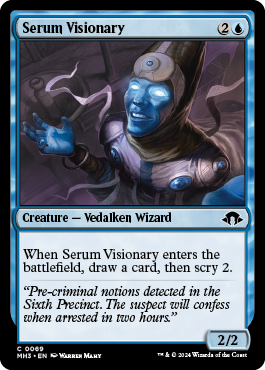 Serum Visionary 2
Creature — Vedalken Wizard
When Serum Visionary enters the
battlefield, draw a card, then scry 2.
“Pre-criminal notions detected in the
Sixth Precinct. The suspect will confess
when arrested in two hours.”
2/2
C 0069
MH3 • EN Warren Mahy
™ & © 2024 Wizards of the Coast